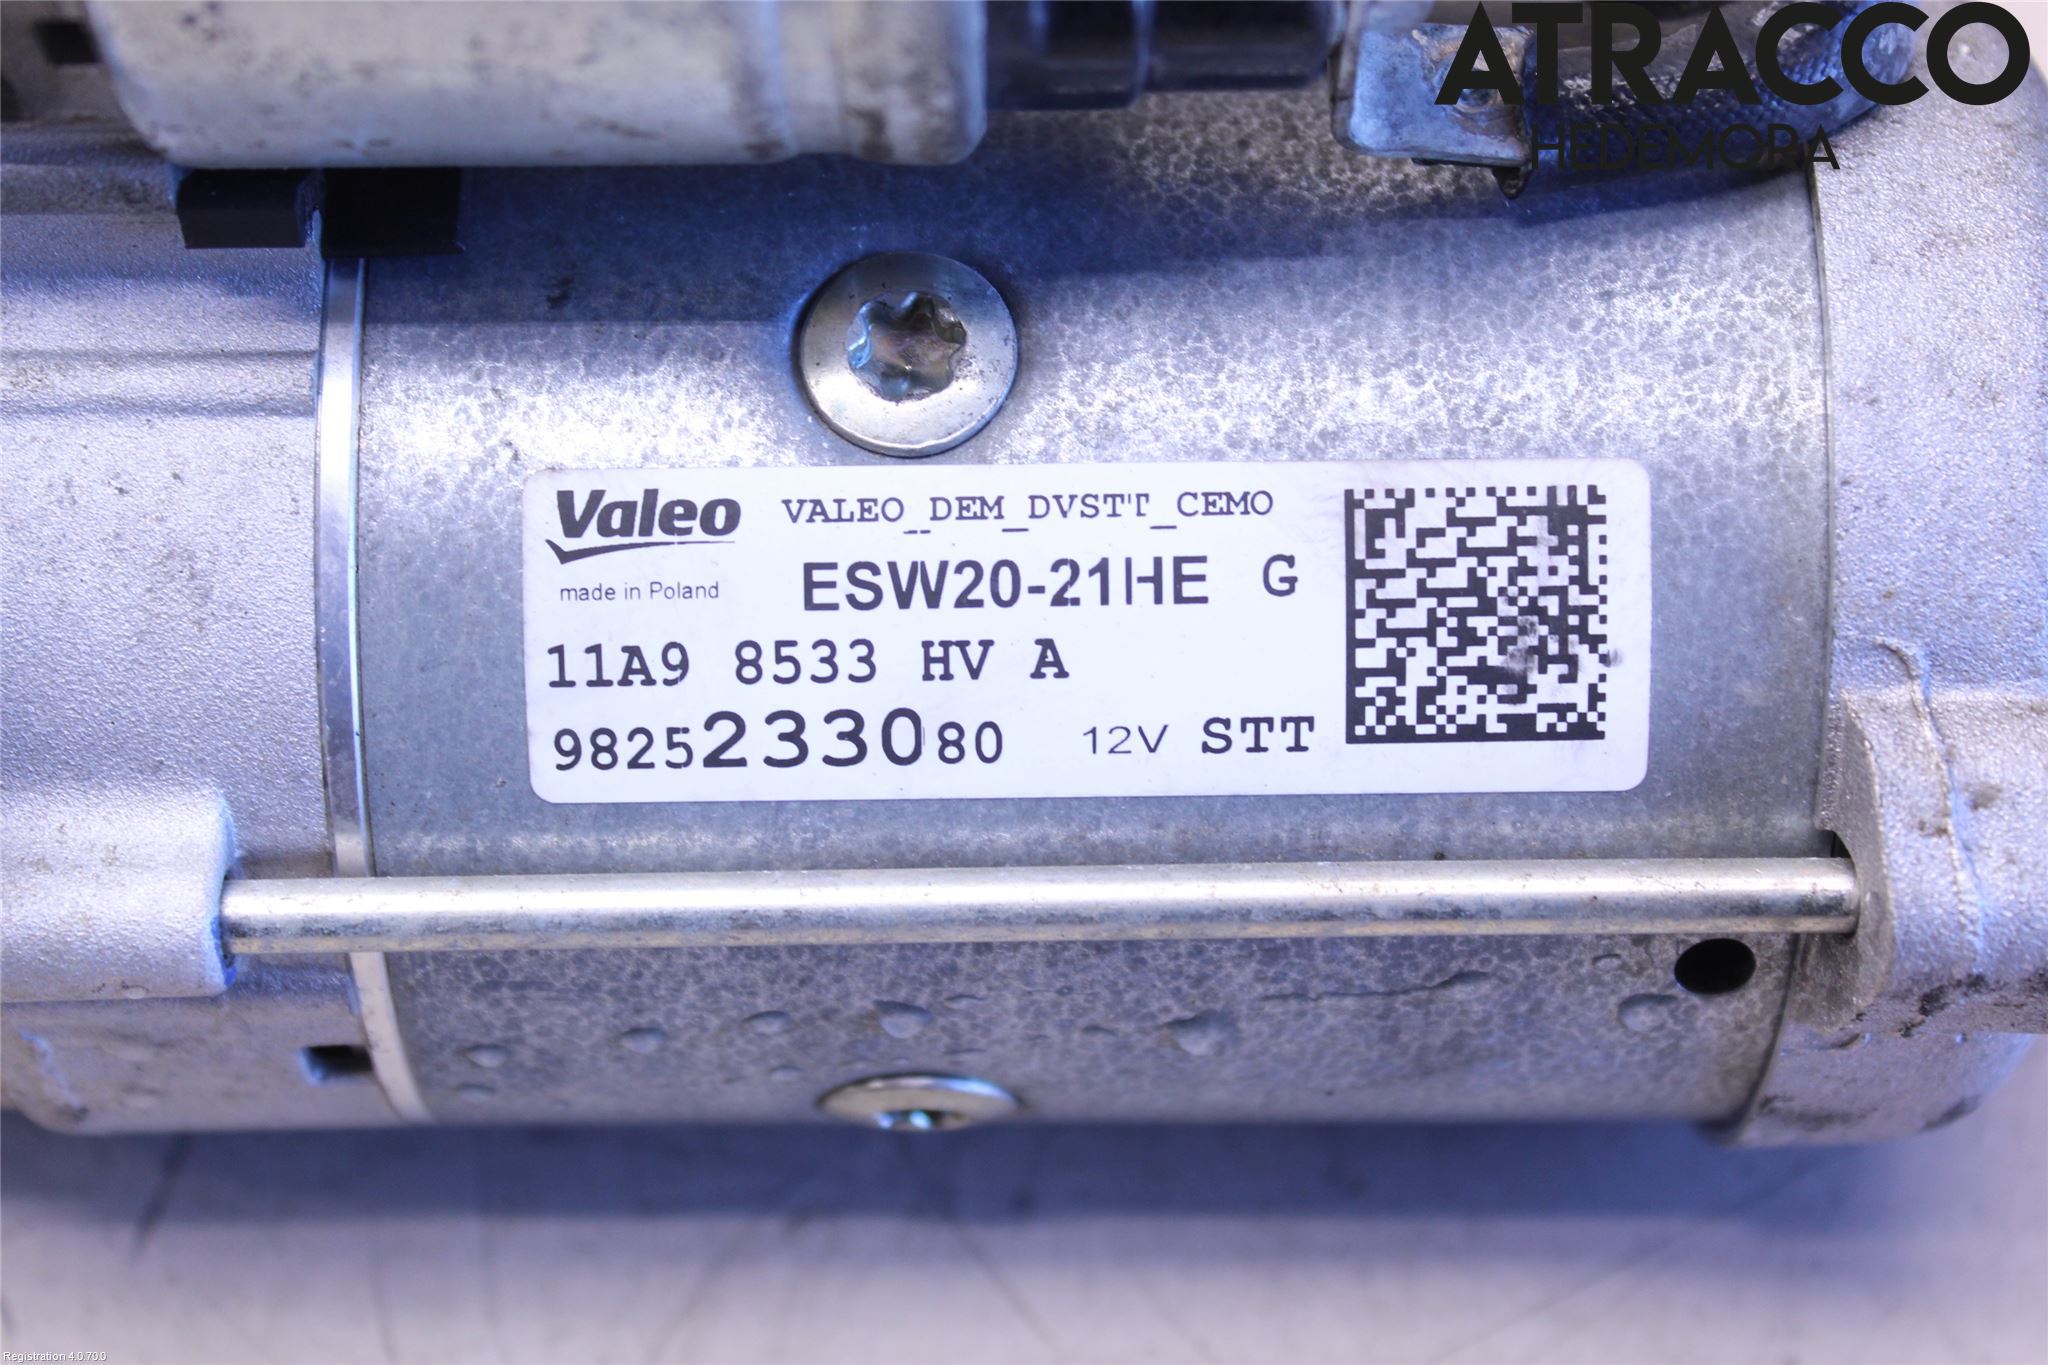 ATRACCO
HEDEMORA
Valeo VALEO_DEM_DVSTT_CEMO
made in Poland ESW20-21HE G
11A9 8533 HV A
9825233080 12V STT
Registration 4.0.70.0